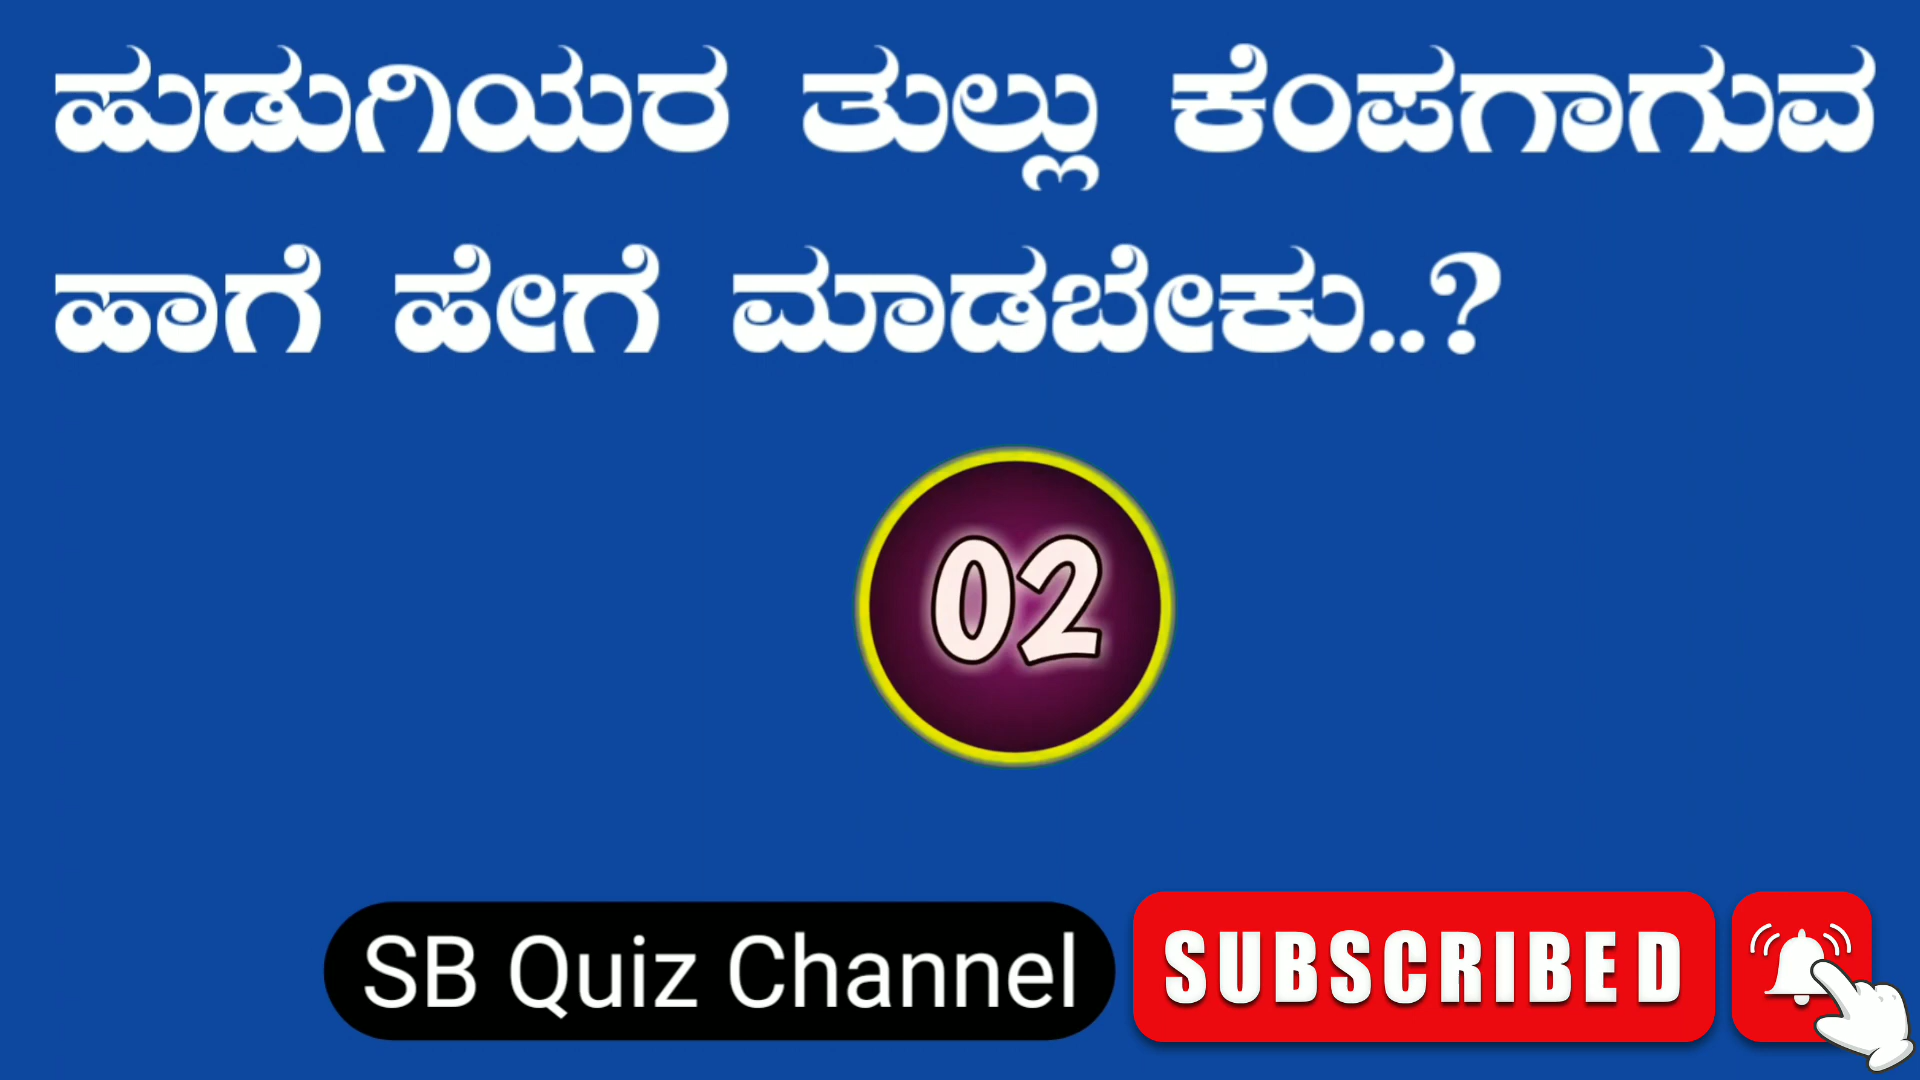 ಹುಡುಗಿಯರ ತುಲ್ಲು ಕೆಂಪಗಾಗುವ
ಹಾಗೆ ಹೇಗೆ ಮಾಡಬೇಕು..?
02
SB Quiz Channel
SUBSCRIBED